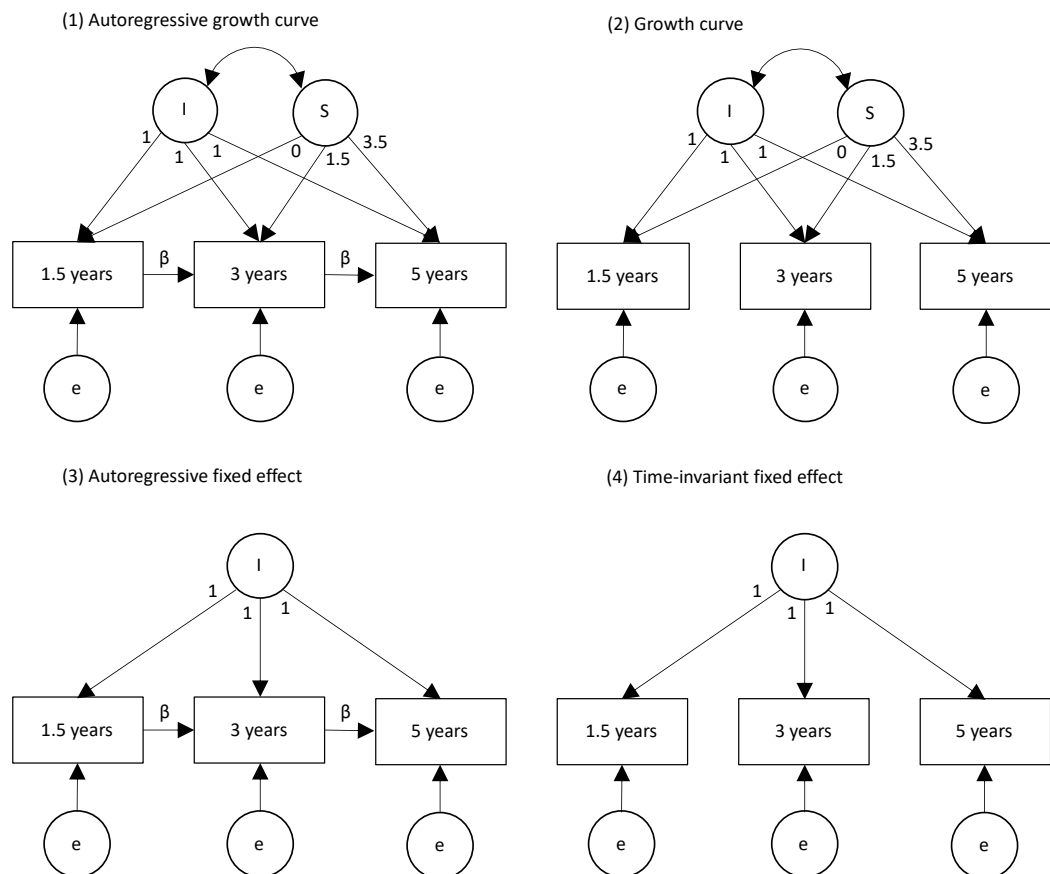 (1) Autoregressive growth curve
I S
1 1 1 0 1.5 3.5
1.5 years β 3 years β 5 years
e e e
(2) Growth curve
I S
1 1 1 0 1.5 3.5
1.5 years 3 years 5 years
e e e
(3) Autoregressive fixed effect
I
1 1 1
1.5 years β 3 years β 5 years
e e e
(4) Time-invariant fixed effect
I
1 1 1
1.5 years 3 years 5 years
e e e